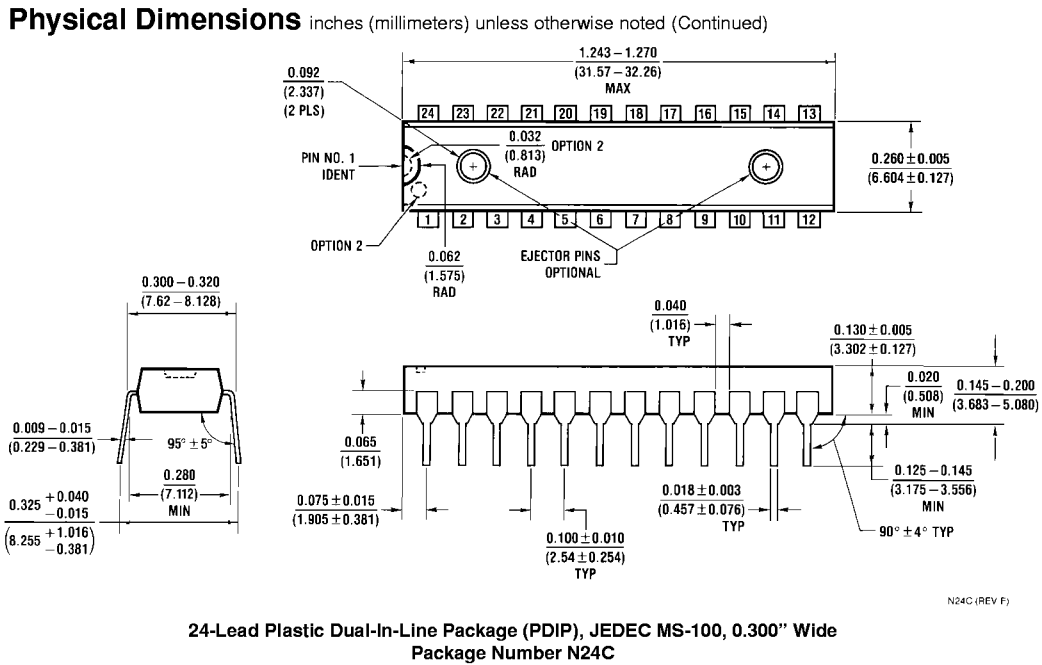 Physical Dimensions inches (millimeters) unless otherwise noted (Continued)
1.243 – 1.270
(31.57 – 32.26)
MAX
0.092
(2.337)
(2 PLS)
24 23 22 21 20 19 18 17 16 15 14 13
0.032
(0.813)
RAD
OPTION 2
PIN NO. 1
IDENT
0.260 ± 0.005
(6.604 ± 0.127)
1 2 3 4 5 6 7 8 9 10 11 12
OPTION 2
0.062
(1.575)
RAD
EJECTOR PINS
OPTIONAL
0.300 – 0.320
(7.62 – 8.128)
0.009 – 0.015
(0.229 – 0.381)
95° ± 5°
0.280
(7.112)
MIN
0.325 + 0.040
– 0.015
(8.255 + 1.016
– 0.381)
0.040
(1.016)
TYP
0.130 ± 0.005
(3.302 ± 0.127)
0.020
(0.508)
MIN
0.145 – 0.200
(3.683 – 5.080)
0.065
(1.651)
0.075 ± 0.015
(1.905 ± 0.381)
0.100 ± 0.010
(2.54 ± 0.254)
TYP
0.018 ± 0.003
(0.457 ± 0.076)
TYP
0.125 – 0.145
(3.175 – 3.556)
MIN
90° ± 4° TYP
N24C (REV F)
24-Lead Plastic Dual-In-Line Package (PDIP), JEDEC MS-100, 0.300” Wide
Package Number N24C